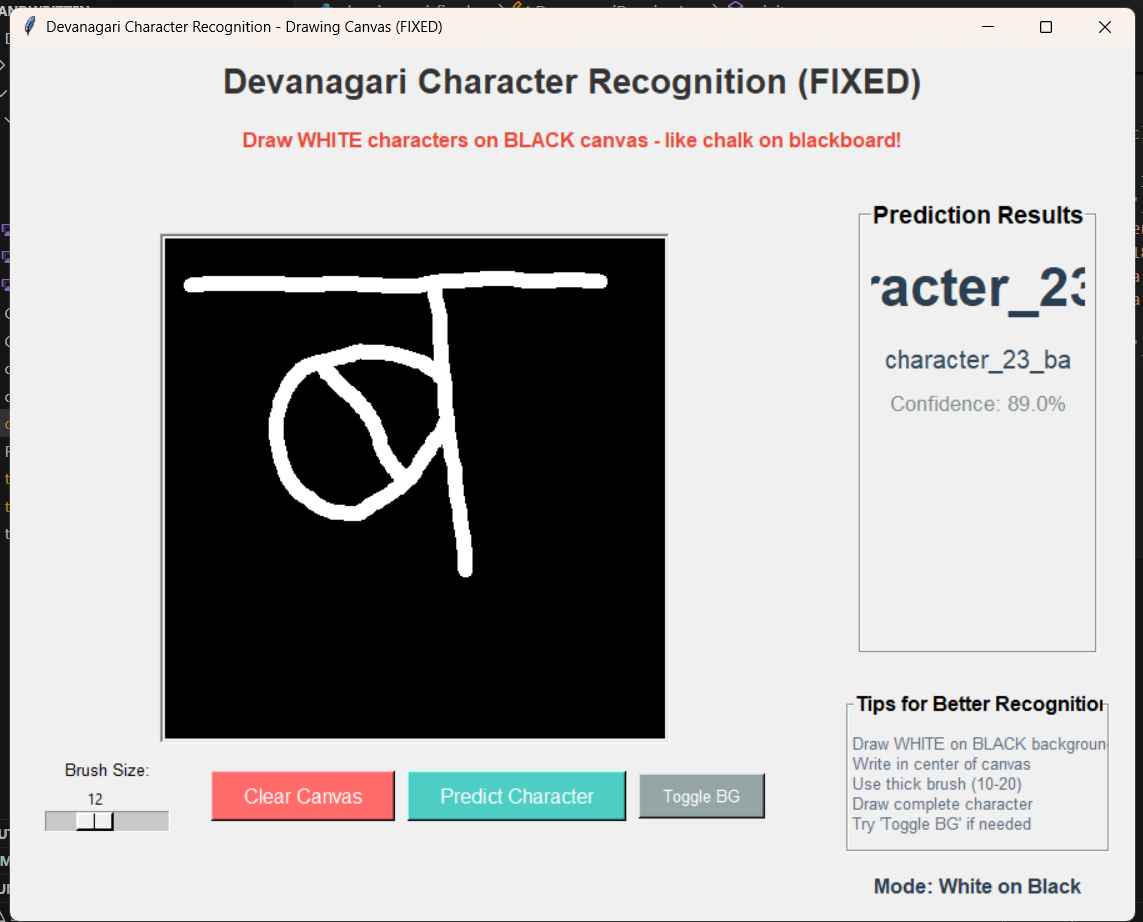 Devanagari Character Recognition - Drawing Canvas (FIXED)
Devanagari Character Recognition (FIXED)
Draw WHITE characters on BLACK canvas - like chalk on blackboard!
Prediction Results
racter_23
character_23_ba
Confidence: 89.0%
ब
Tips for Better Recognition
Draw WHITE on BLACK backgroun
Write in center of canvas
Use thick brush (10-20)
Draw complete character
Try 'Toggle BG' if needed
Brush Size:
12
Clear Canvas
Predict Character
Toggle BG
Mode: White on Black